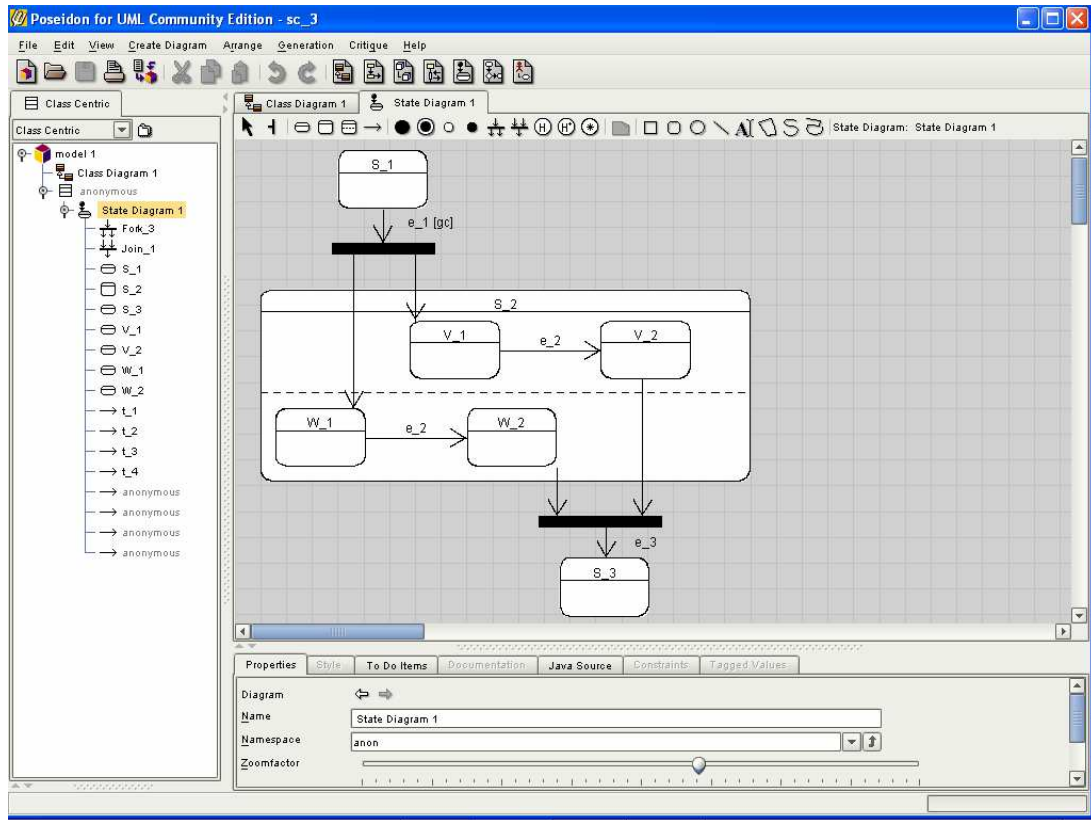 Poseidon for UML Community Edition - sc_3
File Edit View Create Diagram Arrange Generation Critique Help
Class Centric
Class Diagram 1 State Diagram 1
Class Centric
State Diagram: State Diagram 1
model 1
Class Diagram 1
anonymous
State Diagram 1
Fork_3
Join_1
S_1
S_2
S_3
V_1
V_2
W_1
W_2
t_1
t_2
t_3
t_4
anonymous
anonymous
anonymous
anonymous
S_1
e_1 [gc]
S_2
V_1
e_2
V_2
W_1
e_2
W_2
e_3
S_3
Properties Style To Do Items Documentation Java Source Constraints Tagged Values
Diagram
Name State Diagram 1
Namespace anon
Zoomfactor